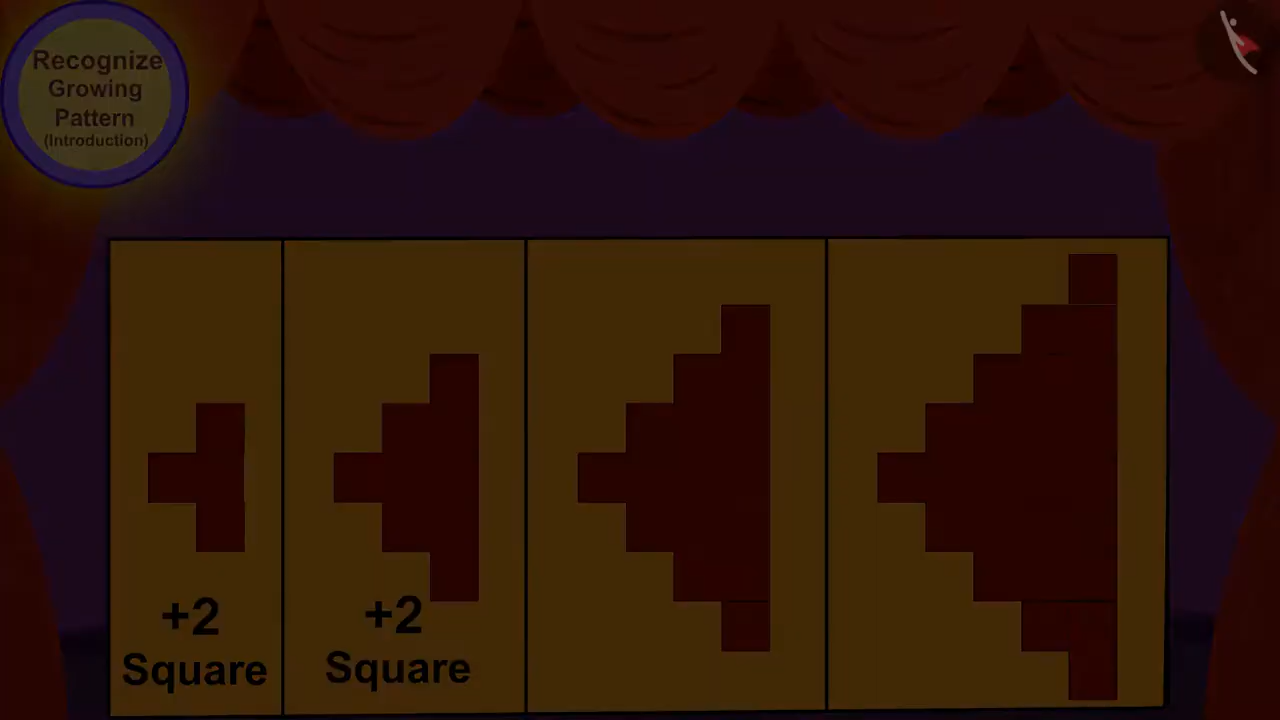 Recognize
Growing
Pattern
(Introduction)
+2
Square
+2
Square